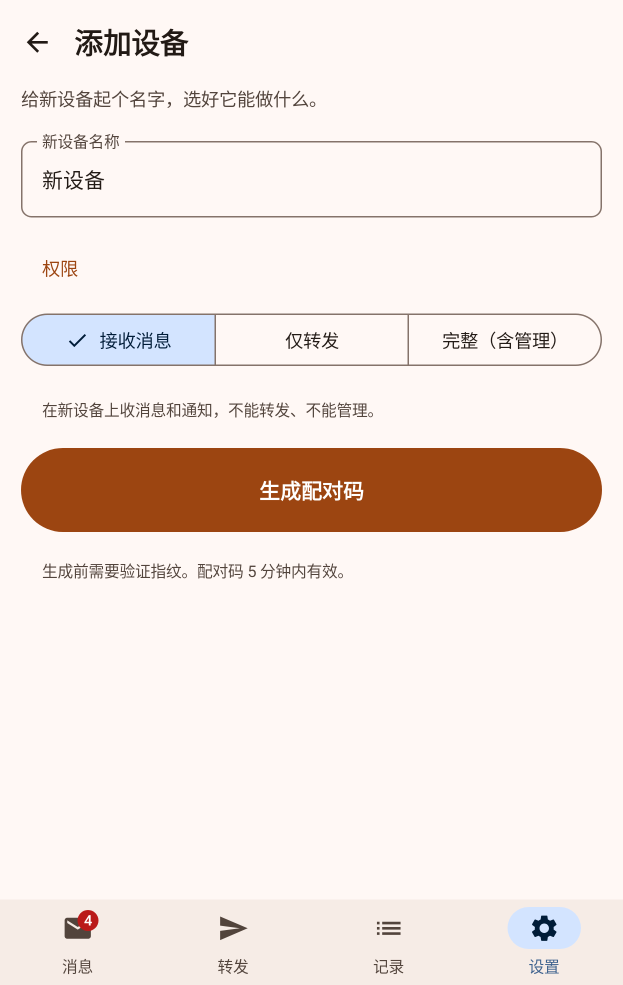 添加设备
给新设备起个名字，选好它能做什么。
新设备名称
新设备
权限
接收消息
仅转发
完整（含管理）
在新设备上收消息和通知，不能转发、不能管理。
生成配对码
生成前需要验证指纹。配对码 5 分钟内有效。
4
消息
转发
记录
设置